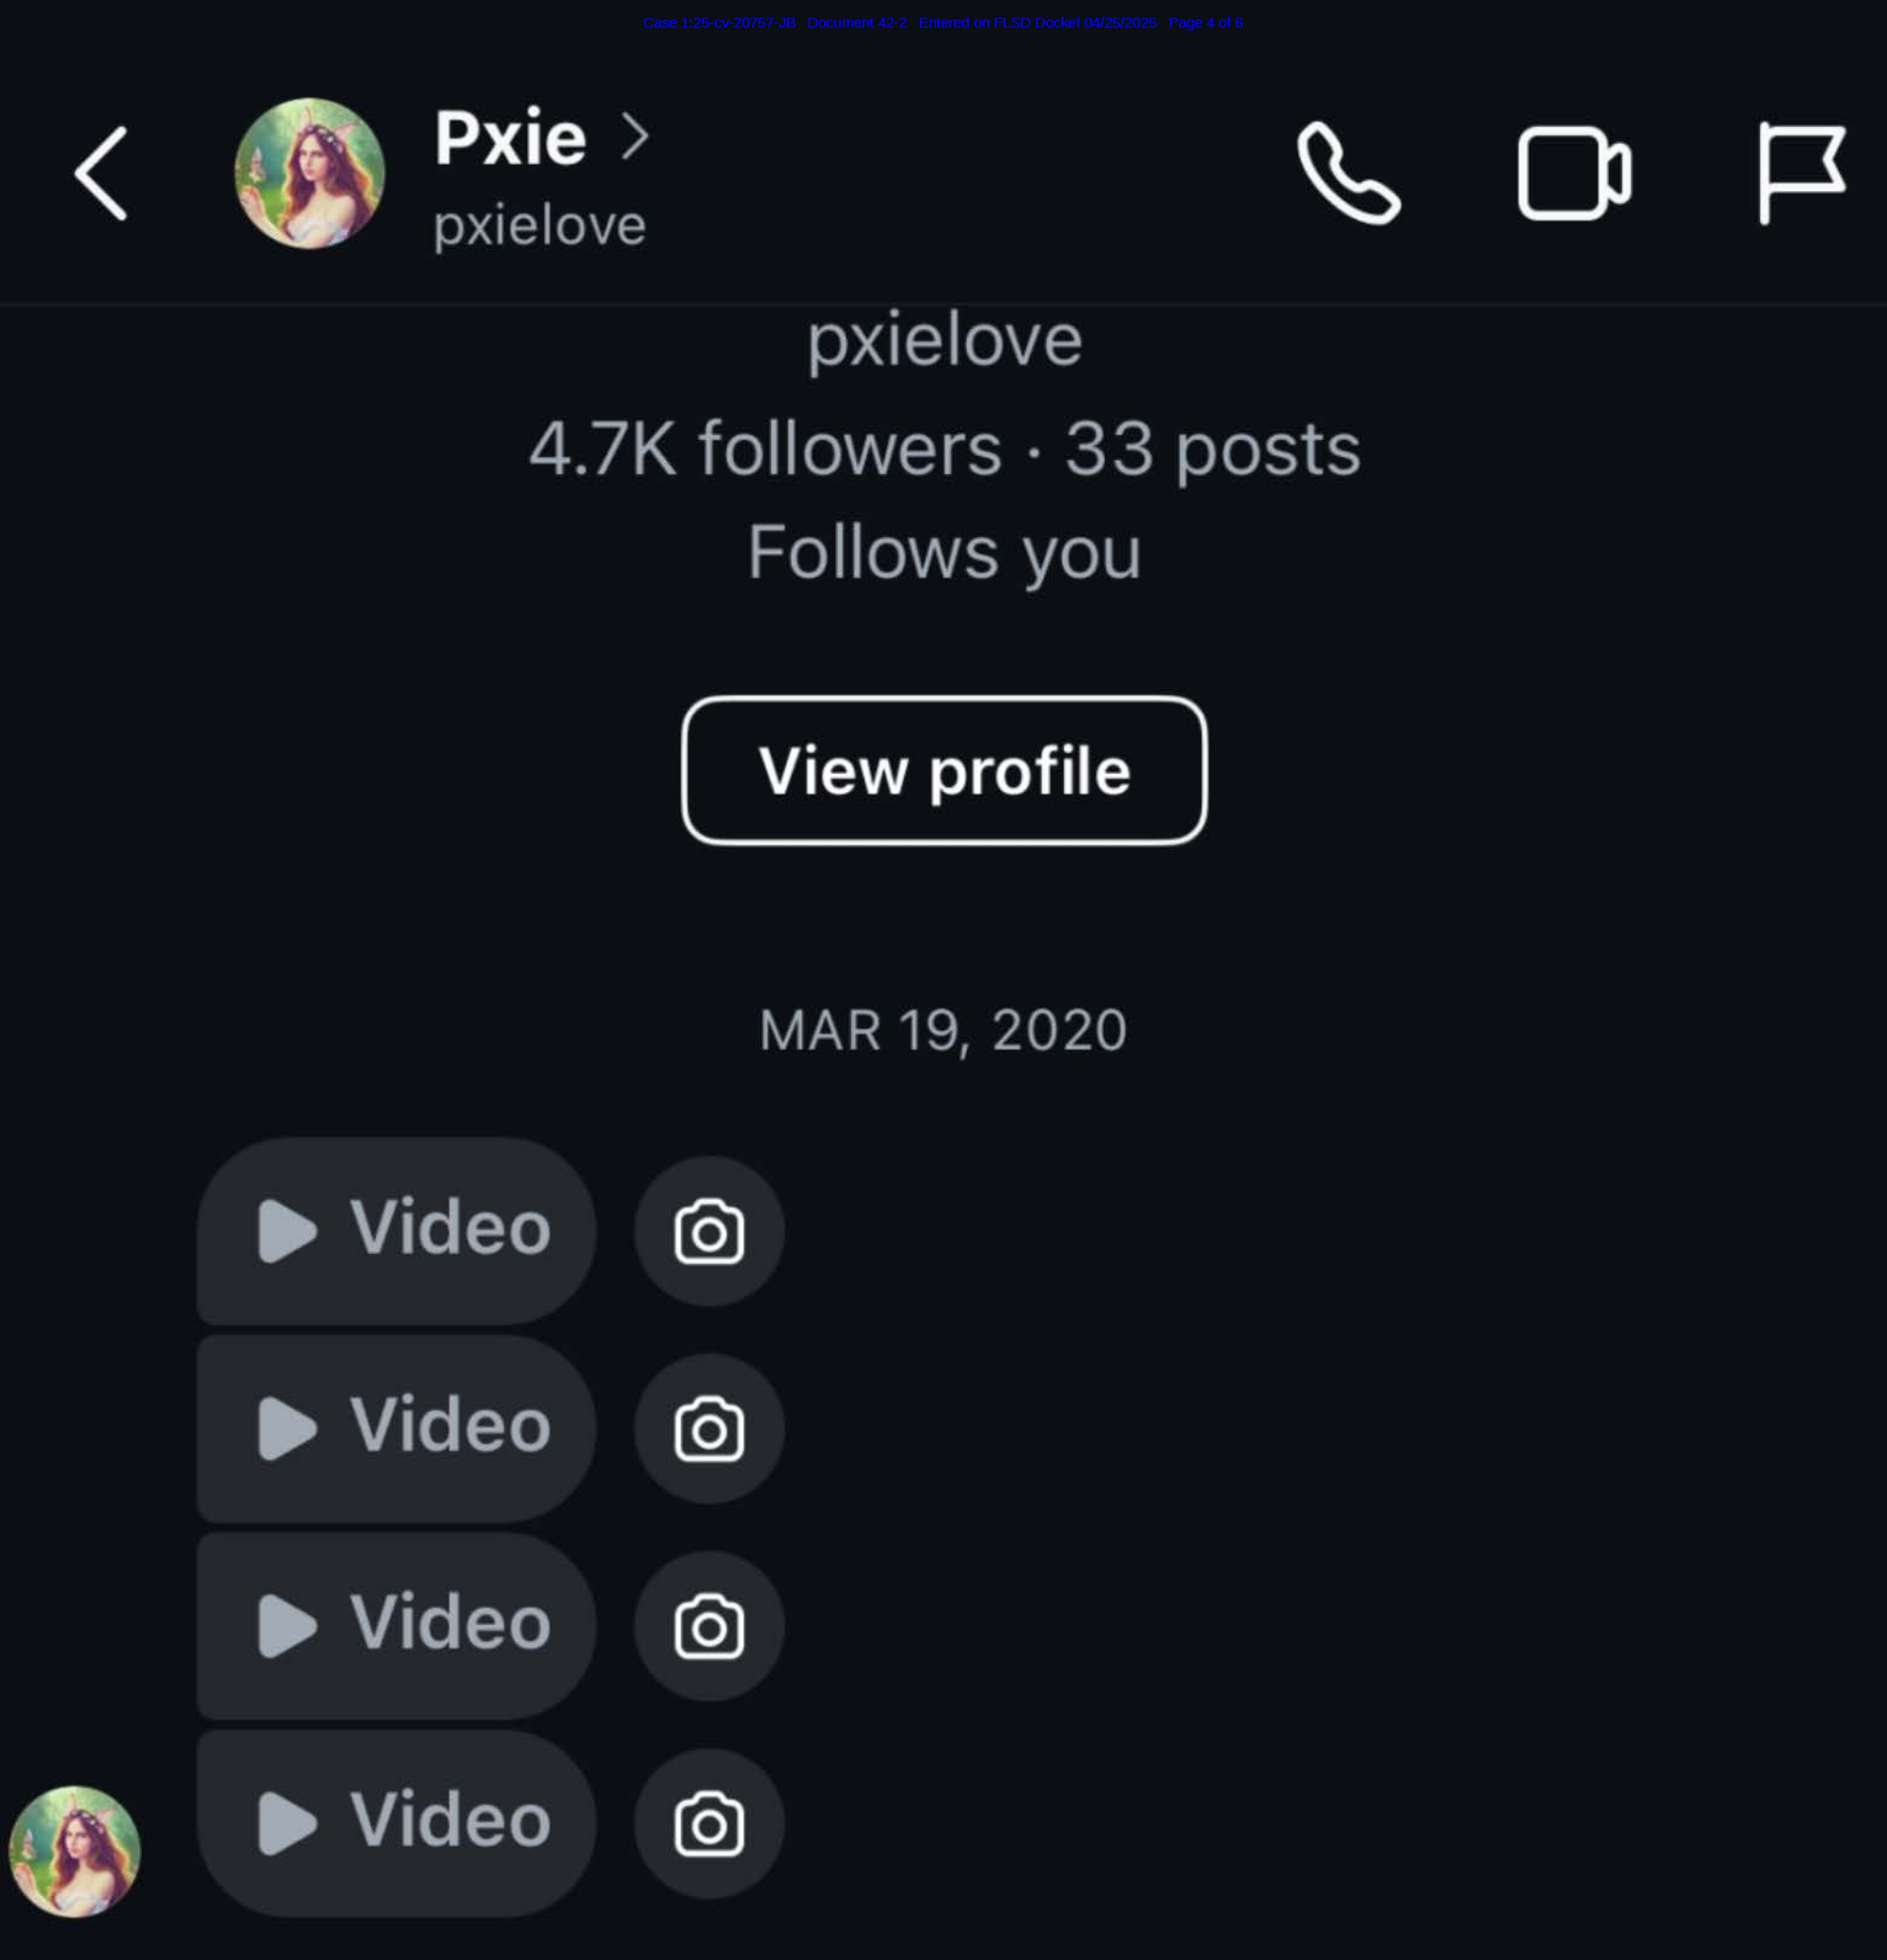 Case 1:25-cv-20757-JB Document 42-2 Entered on FLSD Docket 04/25/2025 Page 4 of 6
Pxie
pxielove
pxielove
4.7K followers · 33 posts
Follows you
View profile
MAR 19, 2020
Video
Video
Video
Video